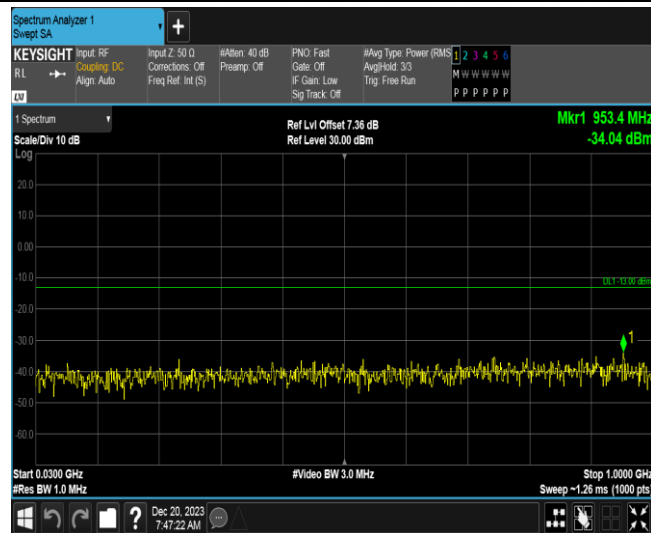 Spectrum Analyzer 1
Swept SA
+
KEYSIGHT
RL
LXI
Input: RF
Coupling: DC
Align: Auto
Input Z: 50 Ω
Corrections: Off
Freq Ref: Int (S)
#Atten: 40 dB
Preamp: Off
PNO: Fast
Gate: Off
IF Gain: Low
Sig Track: Off
#Avg Type: Power (RMS
Avg|Hold: 3/3
Trig: Free Run
1 2 3 4 5 6
M W W W W W
P P P P P P
1 Spectrum
Scale/Div 10 dB
Log
Ref Lvl Offset 7.36 dB
Ref Level 30.00 dBm
Mkr1 953.4 MHz
-34.04 dBm
20.0
10.0
0.00
-10.0
DL1 -13.00 dBm
-20.0
-30.0
1
-40.0
-50.0
-60.0
Start 0.0300 GHz
#Res BW 1.0 MHz
#Video BW 3.0 MHz
Stop 1.0000 GHz
Sweep ~1.26 ms (1000 pts)
?
Dec 20, 2023
7:47:22 AM